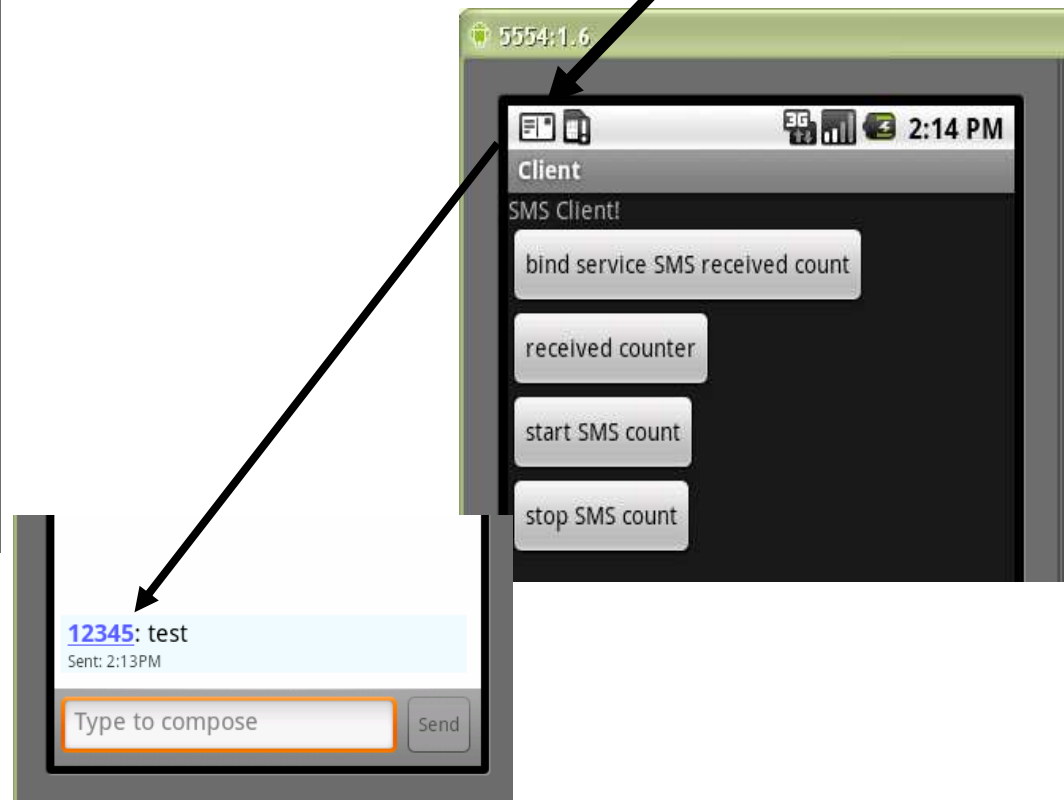 5554:1.6
3G 2:14 PM
Client
SMS Client!
bind service SMS received count
received counter
start SMS count
stop SMS count
12345: test
Sent: 2:13PM
Type to compose
Send